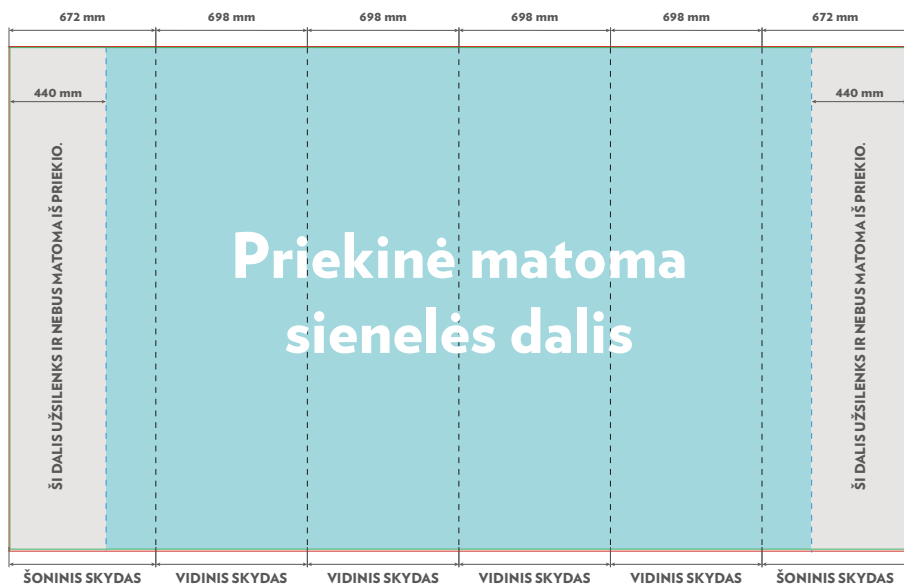 672 mm
698 mm
698 mm
698 mm
698 mm
672 mm
440 mm
440 mm
ŠI DALIS UŽSILENKS IR NEBUS MATOMA IŠ PRIEKIO.
Priekinė matoma
sienelės dalis
ŠI DALIS UŽSILENKS IR NEBUS MATOMA IŠ PRIEKIO.
ŠONINIS SKYDAS
VIDINIS SKYDAS
VIDINIS SKYDAS
VIDINIS SKYDAS
VIDINIS SKYDAS
ŠONINIS SKYDAS